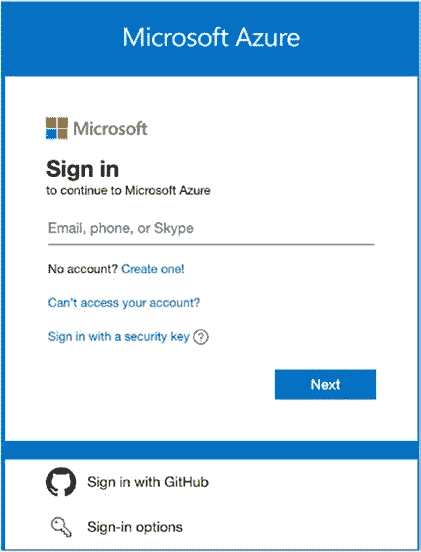 Microsoft Azure
Microsoft
Sign in
to continue to Microsoft Azure
Email, phone, or Skype
No account? Create one!
Can't access your account?
Sign in with a security key ?
Next
Sign in with GitHub
Sign-in options